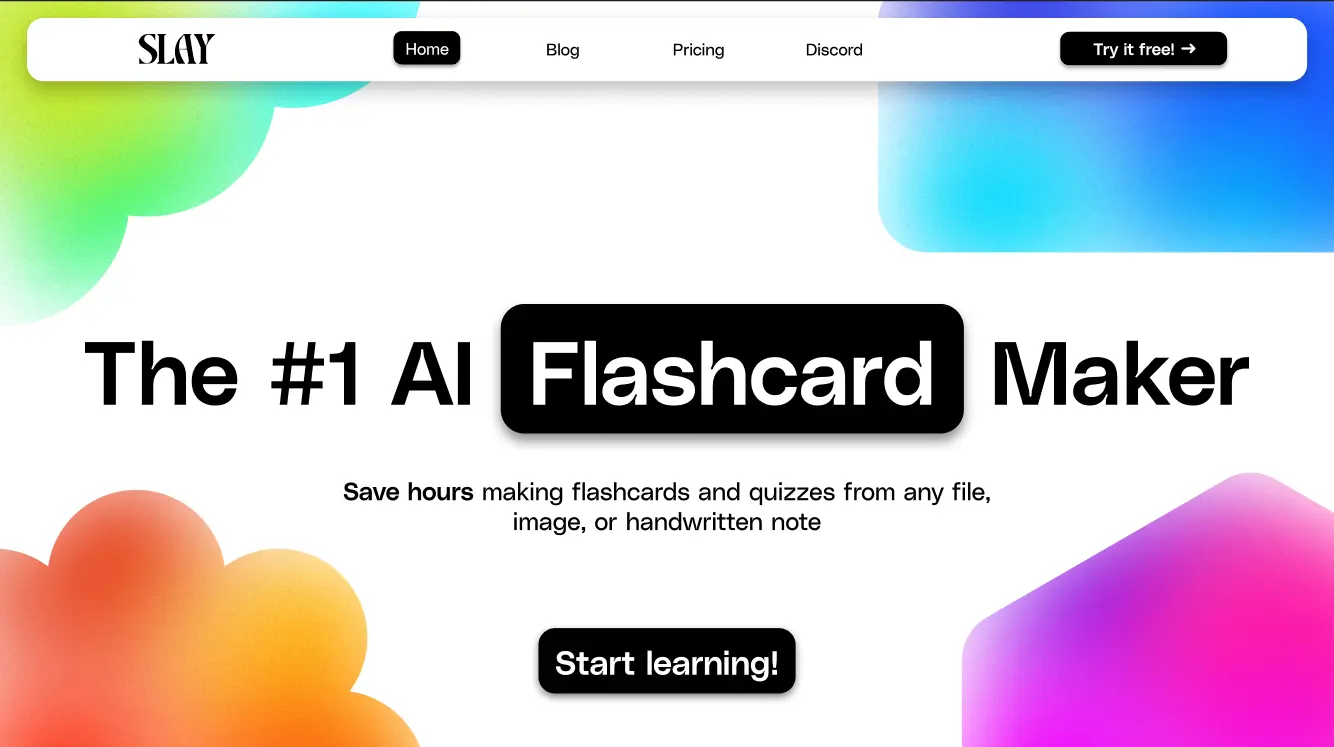 SLAY
Home
Blog
Pricing
Discord
Try it free! →
The #1 AI Flashcard Maker
Save hours making flashcards and quizzes from any file,
image, or handwritten note
Start learning!